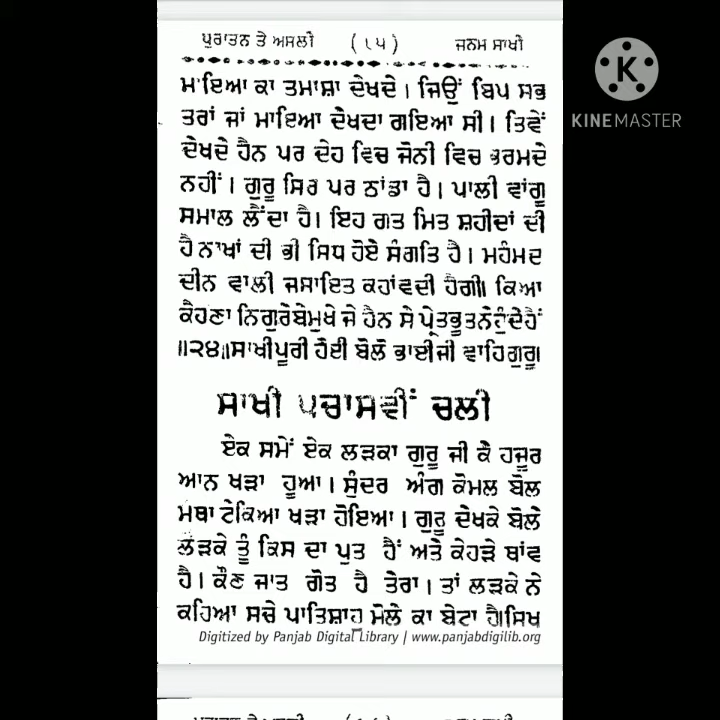 ਪੁਰਾਤਨ ਤੇ ਅਸਲੀ (੮੫) ਜਨਮ ਸਾਖੀ
K
KINEMASTER
ਮਾਇਆ ਕਾ ਤਮਾਸ਼ਾ ਦੇਖਦੇ। ਜਿਉਂ ਬਿਪ ਸਭ
ਤਰਾਂ ਜਾਂ ਮਾਇਆ ਦੇਖਦਾ ਗਇਆ ਸੀ। ਤਿਵੇਂ
ਦੇਖਦੇ ਹੈਨ ਪਰ ਦੇਹ ਵਿਚ ਜੋਨੀ ਵਿਚ ਭਰਮਦੇ
ਨਹੀਂ। ਗੁਰੂ ਸਿਰ ਪਰ ਠਾਂਡਾ ਹੈ। ਪਾਲੀ ਵਾਂਗੂ
ਸਮਾਲ ਲੈਂਦਾ ਹੈ। ਇਹ ਗਤ ਮਿਤ ਸ਼ਹੀਦਾਂ ਦੀ
ਹੈ ਨਾਖਾਂ ਦੀ ਭੀ ਸਿਧ ਹੋਏ ਸੰਗਤਿ ਹੈ। ਮਹੰਮਦ
ਦੀਨ ਵਾਲੀ ਜਸਾਇਤ ਕਹਾਂਵਦੀ ਹੈਗੀ॥ ਕਿਆ
ਕੈਹਣਾ ਨਿਗੁਰੇਬੇਮੁਖੇ ਜੇ ਹੈਨ ਸੇ ਪ੍ਰੇਤਭੂਤਨੇਹੁੰਦੇਹੈਂ
॥੨੪॥ਸਾਖੀਪੂਰੀ ਹੋਈ ਬੋਲੋ ਭਾਈਜੀ ਵਾਹਿਗੁਰੂ।
ਸਾਖੀ ਪਚਾਸਵੀਂ ਚਲੀ
ਏਕ ਸਮੇਂ ਏਕ ਲੜਕਾ ਗੁਰੂ ਜੀ ਕੇ ਹਜੂਰ
ਆਨ ਖੜਾ ਹੂਆ। ਸੁੰਦਰ ਅੰਗ ਕੋਮਲ ਬੋਲ
ਮਥਾ ਟੇਕਿਆ ਖੜਾ ਹੋਇਆ। ਗੁਰੂ ਦੇਖਕੇ ਬੋਲੇ
ਲੜਕੇ ਤੂੰ ਕਿਸ ਦਾ ਪੁਤ ਹੈਂ ਅਤੇ ਕੇਹੜੇ ਥਾਂਵ
ਹੈ। ਕੌਣ ਜਾਤ ਗੋਤ ਹੈ ਤੇਰਾ। ਤਾਂ ਲੜਕੇ ਨੇ
ਕਹਿਆ ਸਚੇ ਪਾਤਿਸ਼ਾਹ ਮੌਲੇ ਕਾ ਬੇਟਾ ਹੈ।ਸਿਖ
Digitized by Panjab Digital Library | www.panjabdigilib.org
ਪੁਰਾਤਨ ਤੇ ਅਸਲੀ